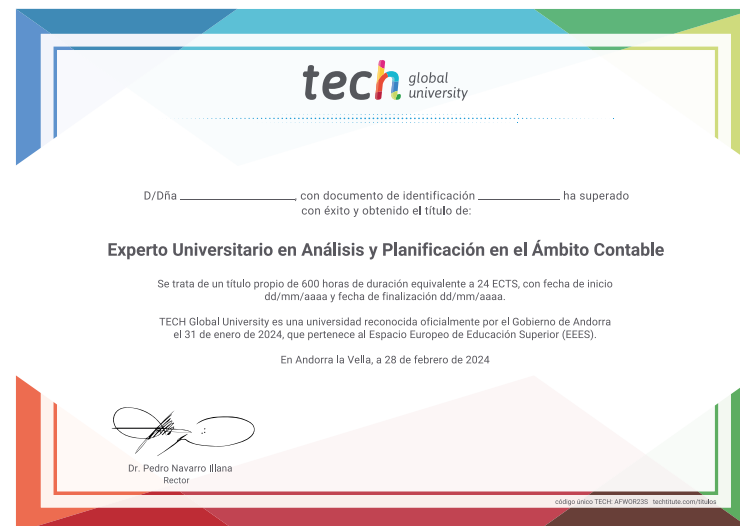 tech global university
D/Dña ____________________, con documento de identificación ______________ ha superado
con éxito y obtenido el título de:
Experto Universitario en Análisis y Planificación en el Ámbito Contable
Se trata de un título propio de 600 horas de duración equivalente a 24 ECTS, con fecha de inicio
dd/mm/aaaa y fecha de finalización dd/mm/aaaa.
TECH Global University es una universidad reconocida oficialmente por el Gobierno de Andorra
el 31 de enero de 2024, que pertenece al Espacio Europeo de Educación Superior (EEES).
En Andorra la Vella, a 28 de febrero de 2024
Dr. Pedro Navarro Illana
Rector
código único TECH: AFWOR23S techtitute.com/titulos